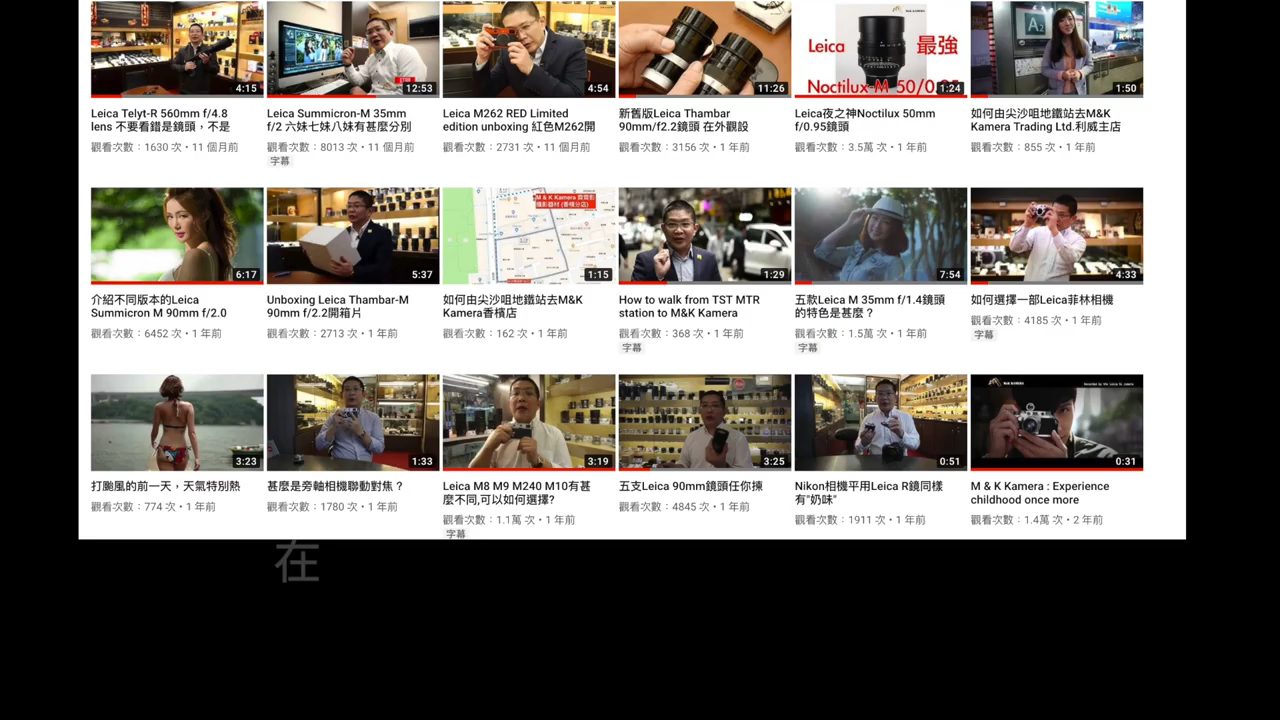 4:15
12:53
4:54
11:26
Leica
最強
Noctilux-M 50/0.95
1:24
A2
1:50
Leica Telyt-R 560mm f/4.8
lens 不要看錯是鏡頭，不是
觀看次數：1630 次・11 個月前
Leica Summicron-M 35mm
f/2 六妹七妹八妹有甚麼分別
觀看次數：8013 次・11 個月前
字幕
Leica M262 RED Limited
edition unboxing 紅色M262開
觀看次數：2731 次・11 個月前
新舊版Leica Thambar
90mm/f2.2鏡頭 在外觀設
觀看次數：3156 次・1 年前
Leica夜之神Noctilux 50mm
f/0.95鏡頭
觀看次數：3.5萬 次・1 年前
如何由尖沙咀地鐵站去M&K
Kamera Trading Ltd.利威主店
觀看次數：855 次・1 年前
6:17
5:37
1:15
1:29
7:54
4:33
介紹不同版本的Leica
Summicron M 90mm f/2.0
觀看次數：6452 次・1 年前
Unboxing Leica Thambar-M
90mm f/2.2開箱片
觀看次數：2713 次・1 年前
如何由尖沙咀地鐵站去M&K
Kamera香檳店
觀看次數：162 次・1 年前
How to walk from TST MTR
station to M&K Kamera
觀看次數：368 次・1 年前
字幕
五款Leica M 35mm f/1.4鏡頭
的特色是甚麼？
觀看次數：1.5萬 次・1 年前
字幕
如何選擇一部Leica菲林相機
觀看次數：4185 次・1 年前
字幕
3:23
1:33
3:19
3:25
0:51
0:31
打颱風的前一天，天氣特別熱
觀看次數：774 次・1 年前
甚麼是旁軸相機聯動對焦？
觀看次數：1780 次・1 年前
Leica M8 M9 M240 M10有甚
麼不同,可以如何選擇?
觀看次數：1.1萬 次・1 年前
字幕
五支Leica 90mm鏡頭任你揀
觀看次數：4845 次・1 年前
Nikon相機平用Leica R鏡同樣
有"奶味"
觀看次數：1911 次・1 年前
M & K Kamera : Experience
childhood once more
觀看次數：1.4萬 次・2 年前
在